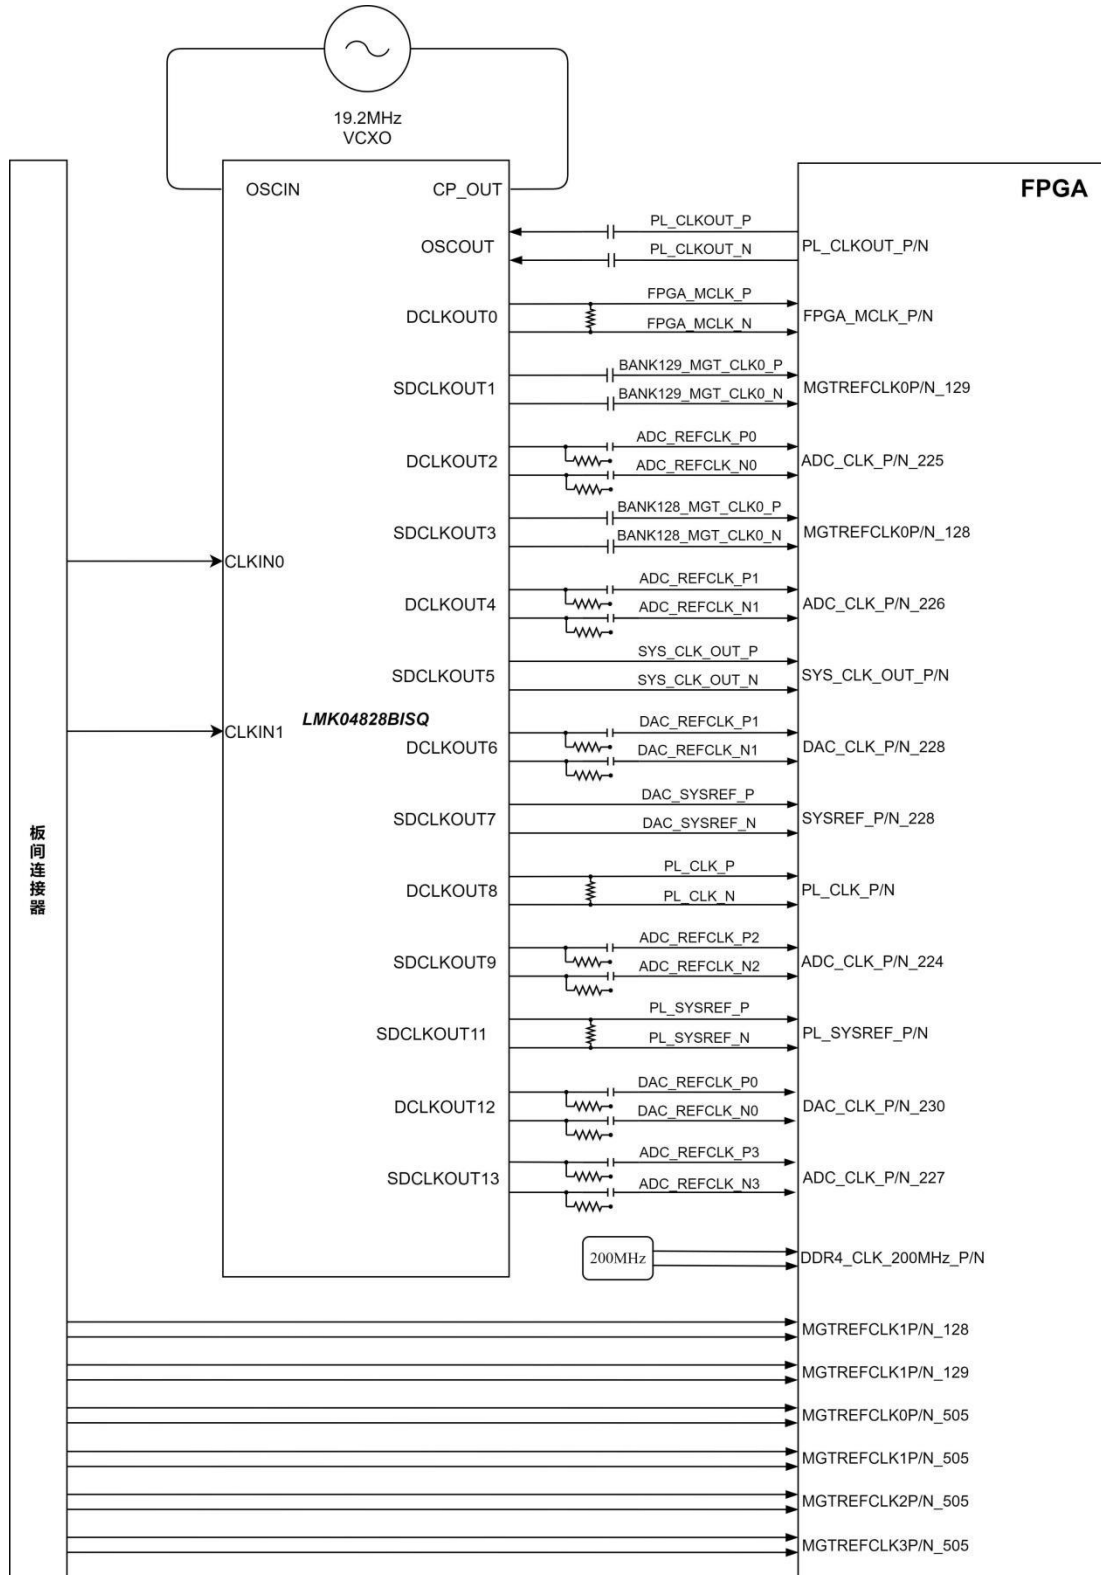 19.2MHz
VCXO
OSCIN
CP_OUT
FPGA
OSCOUT
PL_CLKOUT_P
PL_CLKOUT_N
PL_CLKOUT_P/N
DCLKOUT0
FPGA_MCLK_P
FPGA_MCLK_N
FPGA_MCLK_P/N
SDCLKOUT1
BANK129_MGT_CLK0_P
BANK129_MGT_CLK0_N
MGTREFCLK0P/N_129
DCLKOUT2
ADC_REFCLK_P0
ADC_REFCLK_N0
ADC_CLK_P/N_225
SDCLKOUT3
BANK128_MGT_CLK0_P
BANK128_MGT_CLK0_N
MGTREFCLK0P/N_128
CLKIN0
DCLKOUT4
ADC_REFCLK_P1
ADC_REFCLK_N1
ADC_CLK_P/N_226
SDCLKOUT5
SYS_CLK_OUT_P
SYS_CLK_OUT_N
SYS_CLK_OUT_P/N
LMK04828BISQ
CLKIN1
DCLKOUT6
DAC_REFCLK_P1
DAC_REFCLK_N1
DAC_CLK_P/N_228
SDCLKOUT7
DAC_SYSREF_P
DAC_SYSREF_N
SYSREF_P/N_228
板间连接器
DCLKOUT8
PL_CLK_P
PL_CLK_N
PL_CLK_P/N
SDCLKOUT9
ADC_REFCLK_P2
ADC_REFCLK_N2
ADC_CLK_P/N_224
SDCLKOUT11
PL_SYSREF_P
PL_SYSREF_N
PL_SYSREF_P/N
DCLKOUT12
DAC_REFCLK_P0
DAC_REFCLK_N0
DAC_CLK_P/N_230
SDCLKOUT13
ADC_REFCLK_P3
ADC_REFCLK_N3
ADC_CLK_P/N_227
200MHz
DDR4_CLK_200MHz_P/N
MGTREFCLK1P/N_128
MGTREFCLK1P/N_129
MGTREFCLK0P/N_505
MGTREFCLK1P/N_505
MGTREFCLK2P/N_505
MGTREFCLK3P/N_505